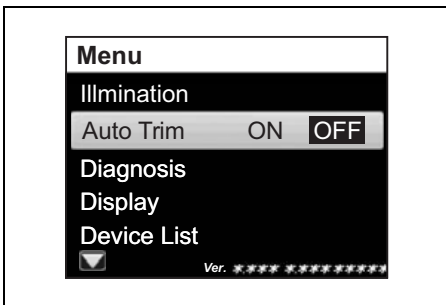 Menu
Illmination
Auto Trim ON OFF
Diagnosis
Display
Device List
Ver. *.*** *.*** *****